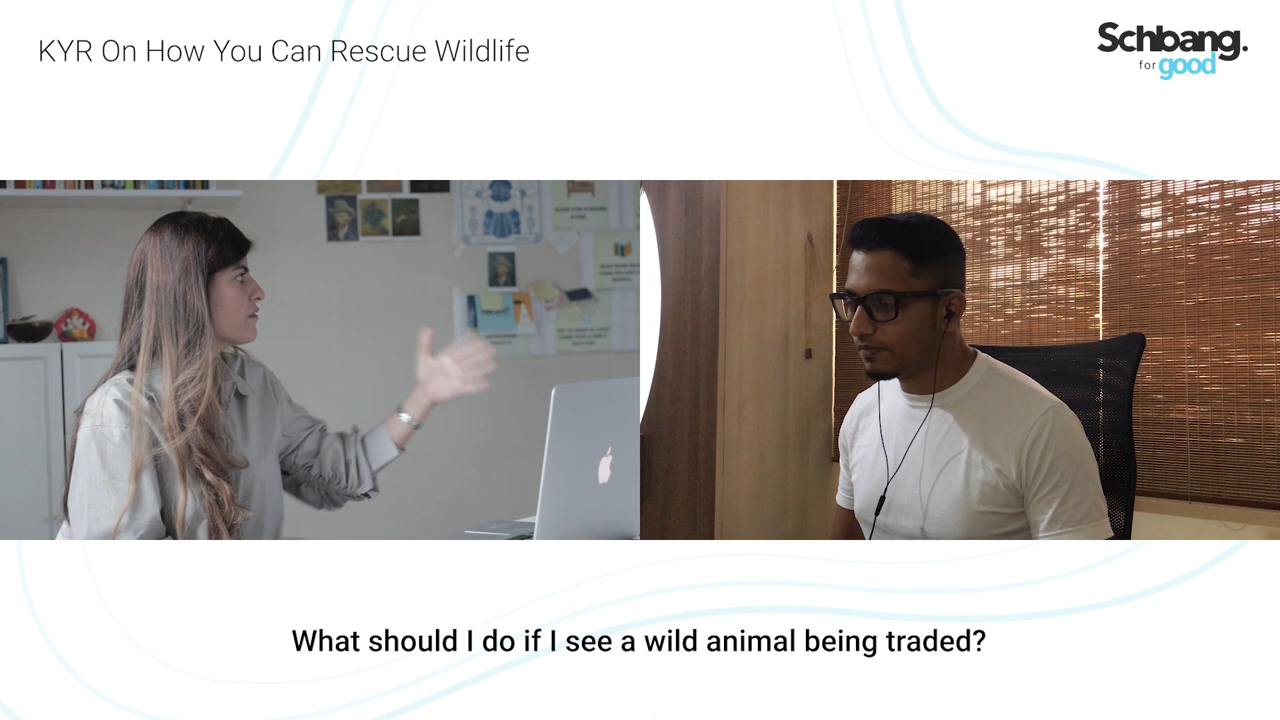 KYR On How You Can Rescue Wildlife
Schbang.
for good
What should I do if I see a wild animal being traded?